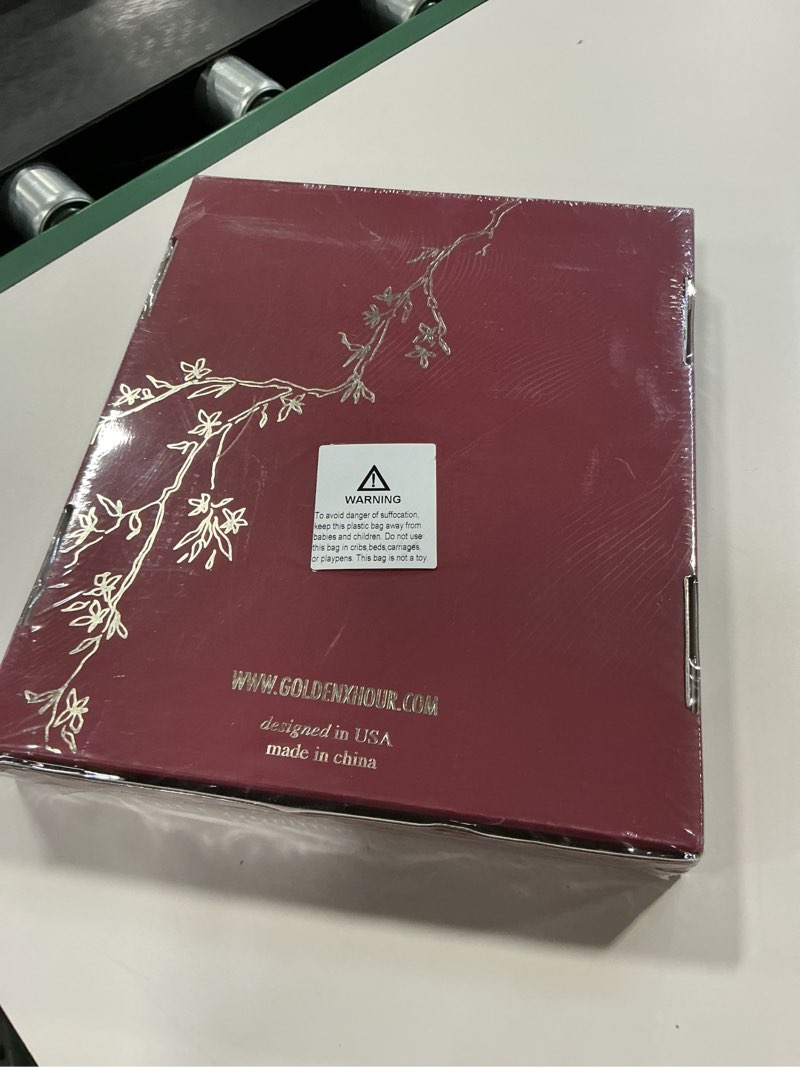 WARNING
To avoid danger of suffocation,
keep this plastic bag away from
babies and children. Do not use
this bag in cribs,beds,carriages,
or playpens. This bag is not a toy.
WWW.GOLDENXHOUR.COM
designed in USA
made in china